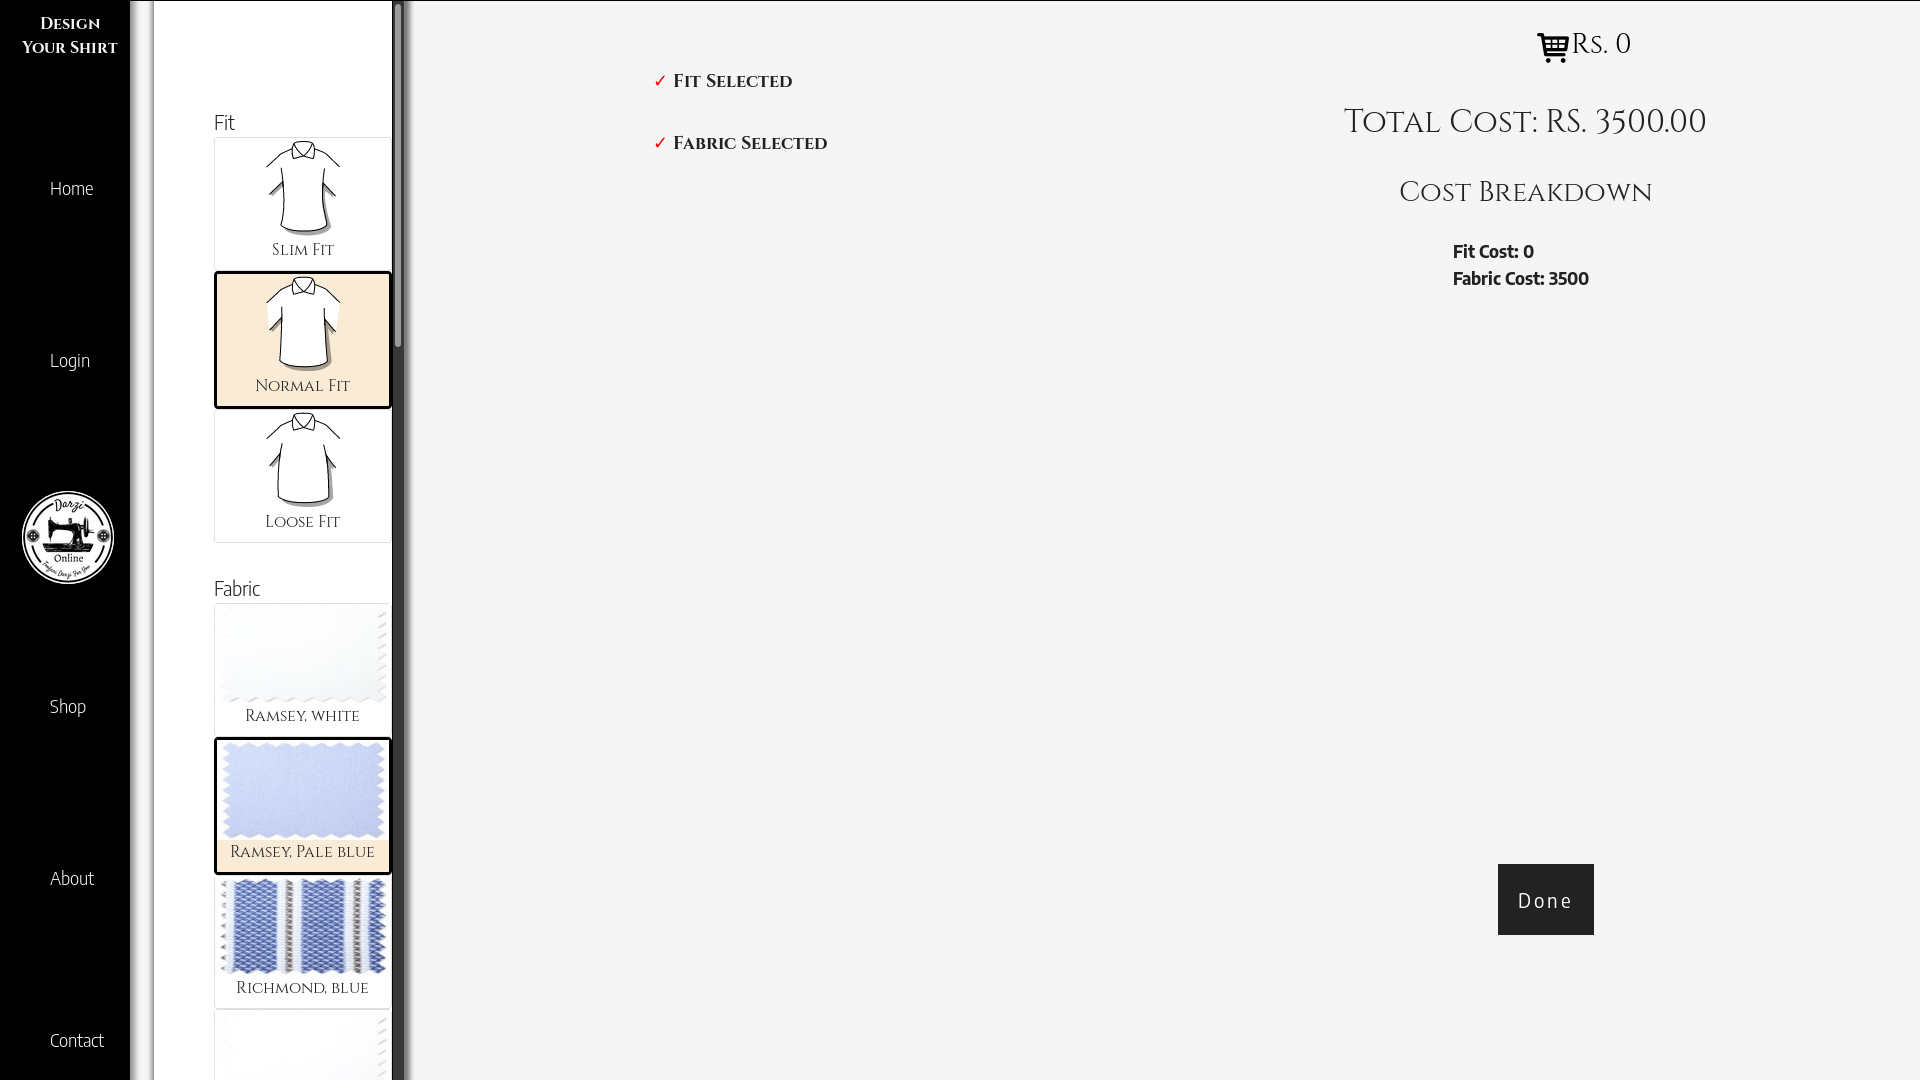 Design
Your Shirt
Home
Login
Darzi
Online
Shop
About
Contact
Fit
Slim Fit
Normal Fit
Loose Fit
Fabric
Ramsey, white
Ramsey, Pale blue
Richmond, blue
✓ Fit Selected
✓ Fabric Selected
Rs. 0
Total Cost: RS. 3500.00
Cost Breakdown
Fit Cost: 0
Fabric Cost: 3500
Done